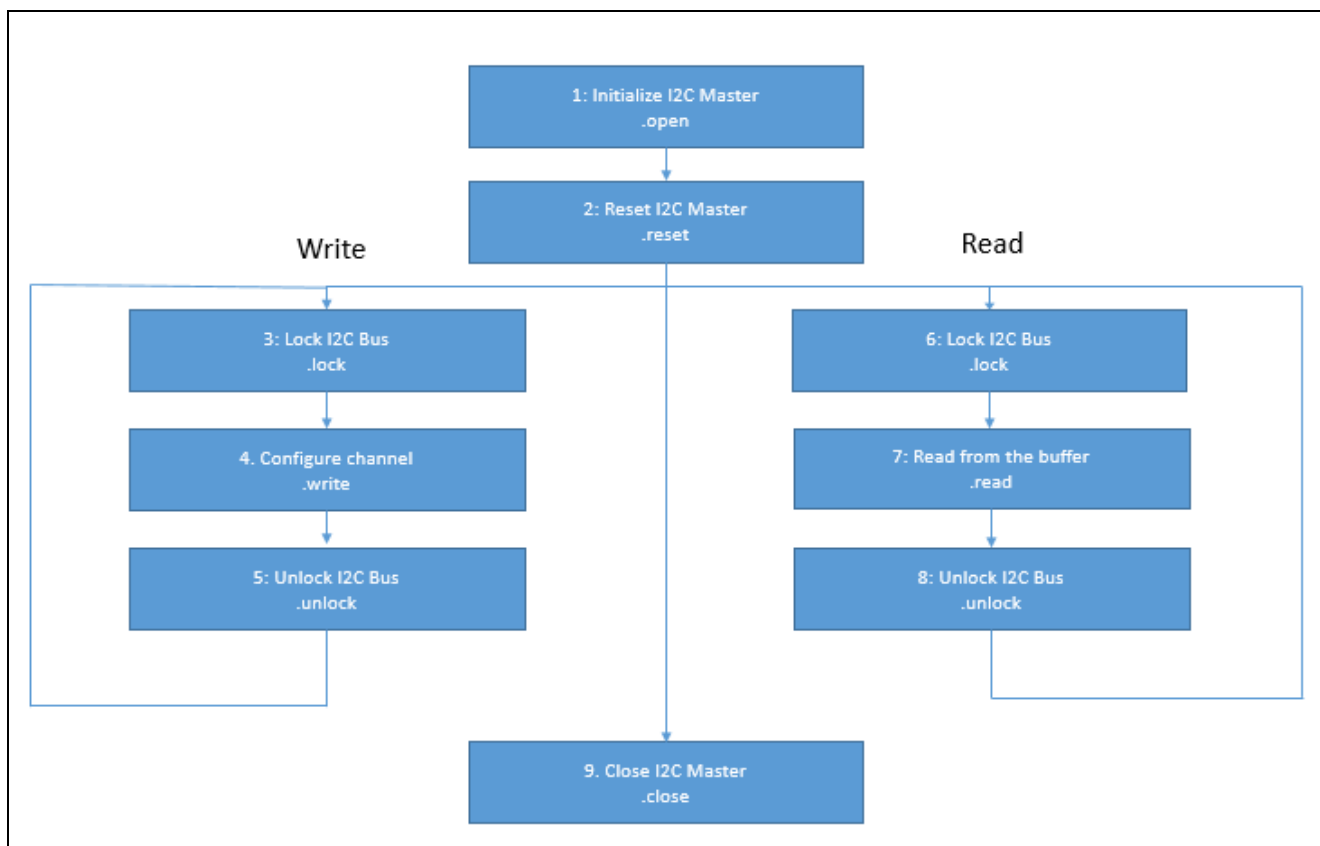 1: Initialize I2C Master
.open
2: Reset I2C Master
.reset
Write
Read
3: Lock I2C Bus
.lock
4. Configure channel
.write
5: Unlock I2C Bus
.unlock
6: Lock I2C Bus
.lock
7: Read from the buffer
.read
8: Unlock I2C Bus
.unlock
9. Close I2C Master
.close